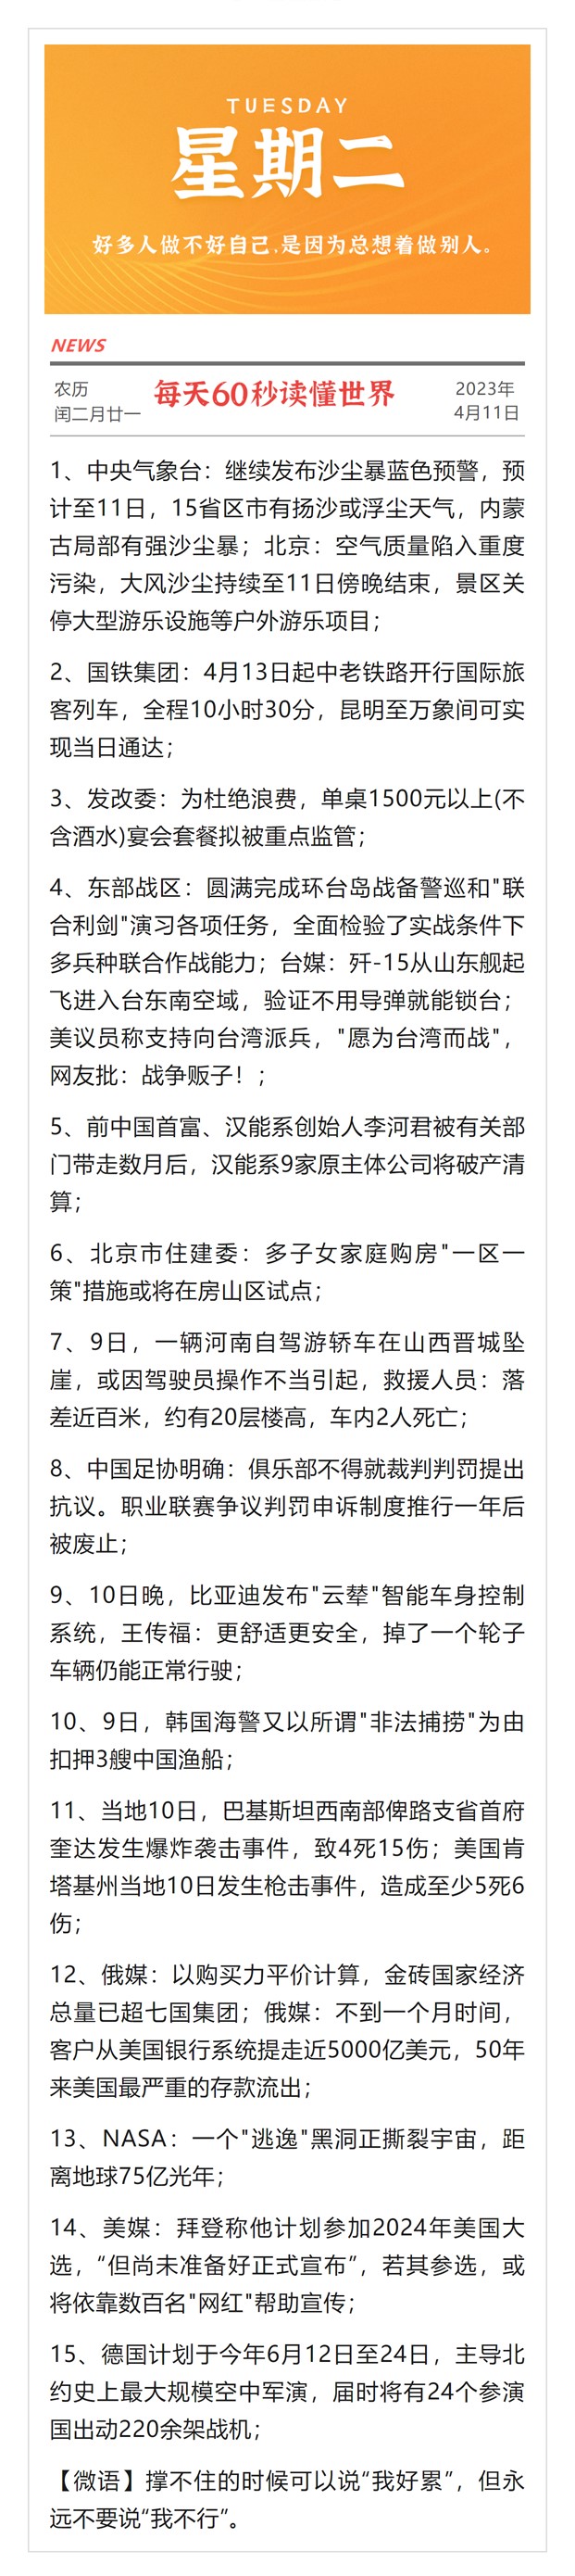 TUESDAY
星期二
好多人做不好自己,是因为总想着做别人。
NEWS
农历
闰二月廿一
每天60秒读懂世界
2023年
4月11日
1、中央气象台：继续发布沙尘暴蓝色预警，预
计至11日，15省区市有扬沙或浮尘天气，内蒙
古局部有强沙尘暴；北京：空气质量陷入重度
污染，大风沙尘持续至11日傍晚结束，景区关
停大型游乐设施等户外游乐项目；
2、国铁集团：4月13日起中老铁路开行国际旅
客列车，全程10小时30分，昆明至万象间可实
现当日通达；
3、发改委：为杜绝浪费，单桌1500元以上(不
含酒水)宴会套餐拟被重点监管；
4、东部战区：圆满完成环台岛战备警巡和"联
合利剑"演习各项任务，全面检验了实战条件下
多兵种联合作战能力；台媒：歼-15从山东舰起
飞进入台东南空域，验证不用导弹就能锁台；
美议员称支持向台湾派兵，"愿为台湾而战"，
网友批：战争贩子！；
5、前中国首富、汉能系创始人李河君被有关部
门带走数月后，汉能系9家原主体公司将破产清
算；
6、北京市住建委：多子女家庭购房"一区一
策"措施或将在房山区试点；
7、9日，一辆河南自驾游轿车在山西晋城坠
崖，或因驾驶员操作不当引起，救援人员：落
差近百米，约有20层楼高，车内2人死亡；
8、中国足协明确：俱乐部不得就裁判判罚提出
抗议。职业联赛争议判罚申诉制度推行一年后
被废止；
9、10日晚，比亚迪发布"云辇"智能车身控制
系统，王传福：更舒适更安全，掉了一个轮子
车辆仍能正常行驶；
10、9日，韩国海警又以所谓"非法捕捞"为由
扣押3艘中国渔船；
11、当地10日，巴基斯坦西南部俾路支省首府
奎达发生爆炸袭击事件，致4死15伤；美国肯
塔基州当地10日发生枪击事件，造成至少5死6
伤；
12、俄媒：以购买力平价计算，金砖国家经济
总量已超七国集团；俄媒：不到一个月时间，
客户从美国银行系统提走近5000亿美元，50年
来美国最严重的存款流出；
13、NASA：一个"逃逸"黑洞正撕裂宇宙，距
离地球75亿光年；
14、美媒：拜登称他计划参加2024年美国大
选，“但尚未准备好正式宣布”，若其参选，或
将依靠数百名"网红"帮助宣传；
15、德国计划于今年6月12日至24日，主导北
约史上最大规模空中军演，届时将有24个参演
国出动220余架战机；
【微语】撑不住的时候可以说“我好累”，但永
远不要说“我不行”。